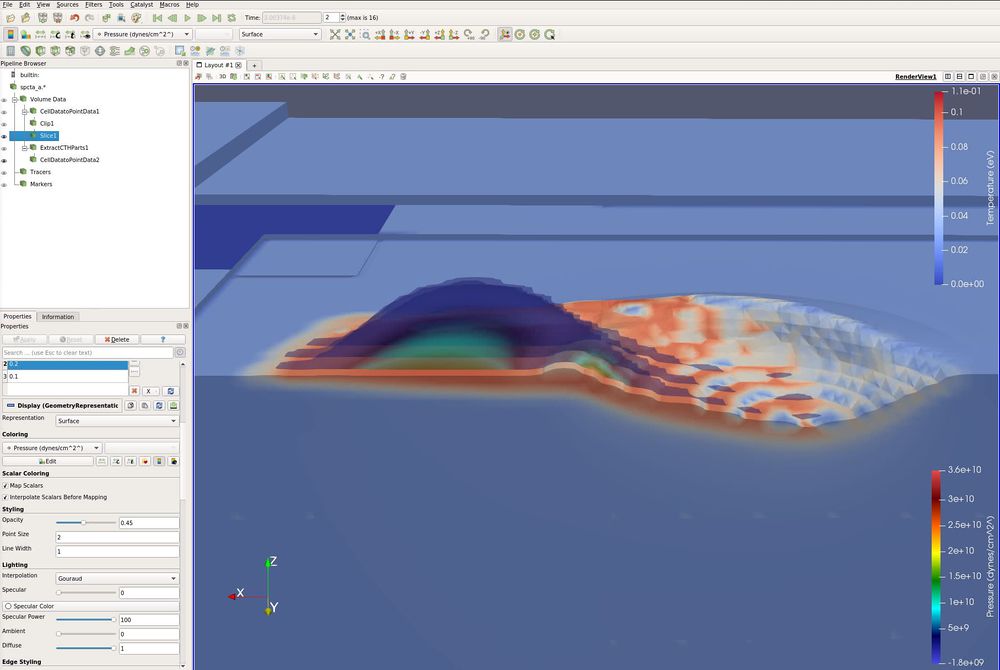 File Edit View Sources Filters Tools Catalyst Macros Help
Time: 2 (max is 16)
Pressure (dynes/cm^2^) Surface
Pipeline Browser
Layout #1
3D
RenderView1
builtin:
spcta_a.*
Volume Data
CellDatatoPointData1
Clip1
Slice1
ExtractCTHParts1
CellDatatoPointData2
Tracers
Markers
1.1e-01
0.1
0.08
0.06
0.04
0.02
0.0e+00
Temperature (eV)
Properties Information
Properties
Apply Reset Delete ?
Search ... (use Esc to clear text)
2 0.2
3 0.1
Display (GeometryRepresentatic
Representation Surface
Coloring
Pressure (dynes/cm^2^)
Edit
Scalar Coloring
Map Scalars
Interpolate Scalars Before Mapping
Styling
Opacity 0.45
Point Size 2
Line Width 1
Lighting
Interpolation Gouraud
Specular 0
Specular Color
Specular Power 100
Ambient 0
Diffuse 1
Edge Styling
3.6e+10
3e+10
2.5e+10
2e+10
1.5e+10
1e+10
5e+9
-1.8e+09
Pressure (dynes/cm^2^)
Z
X
Y